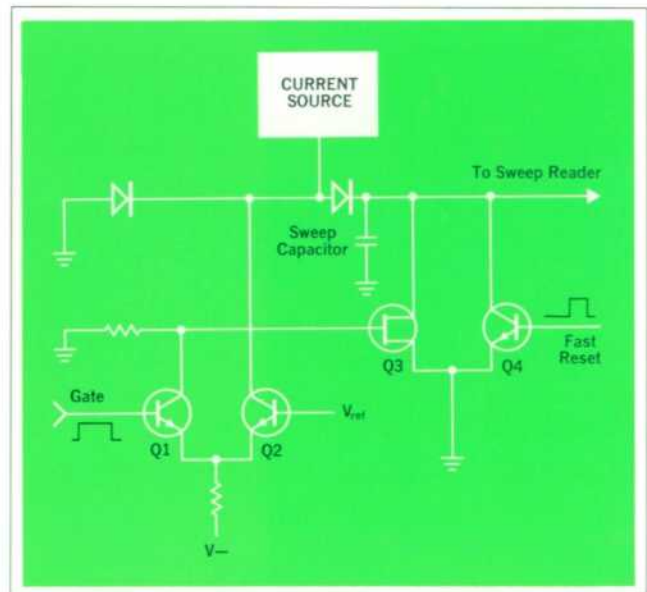 CURRENT
SOURCE
To Sweep Reader
Sweep
Capacitor
Q3
Q4
Fast
Reset
Gate
Q1
Q2
Vref
V—